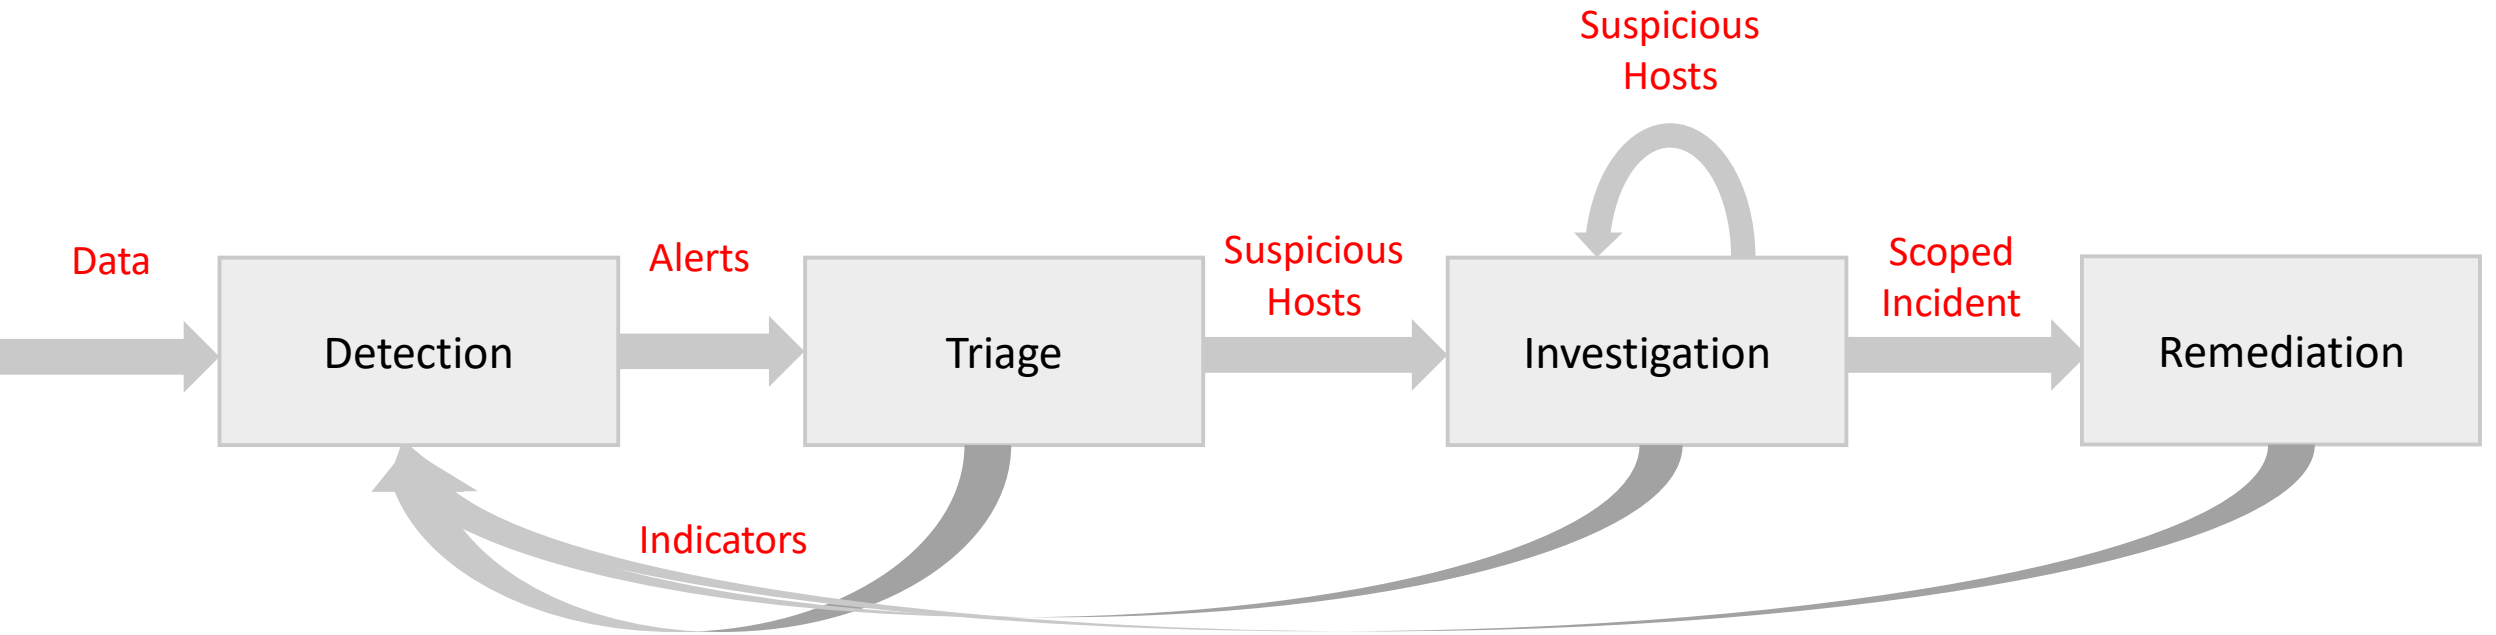 Suspicious
Hosts
Data
Alerts
Suspicious
Hosts
Scoped
Incident
Detection
Triage
Investigation
Remediation
Indicators